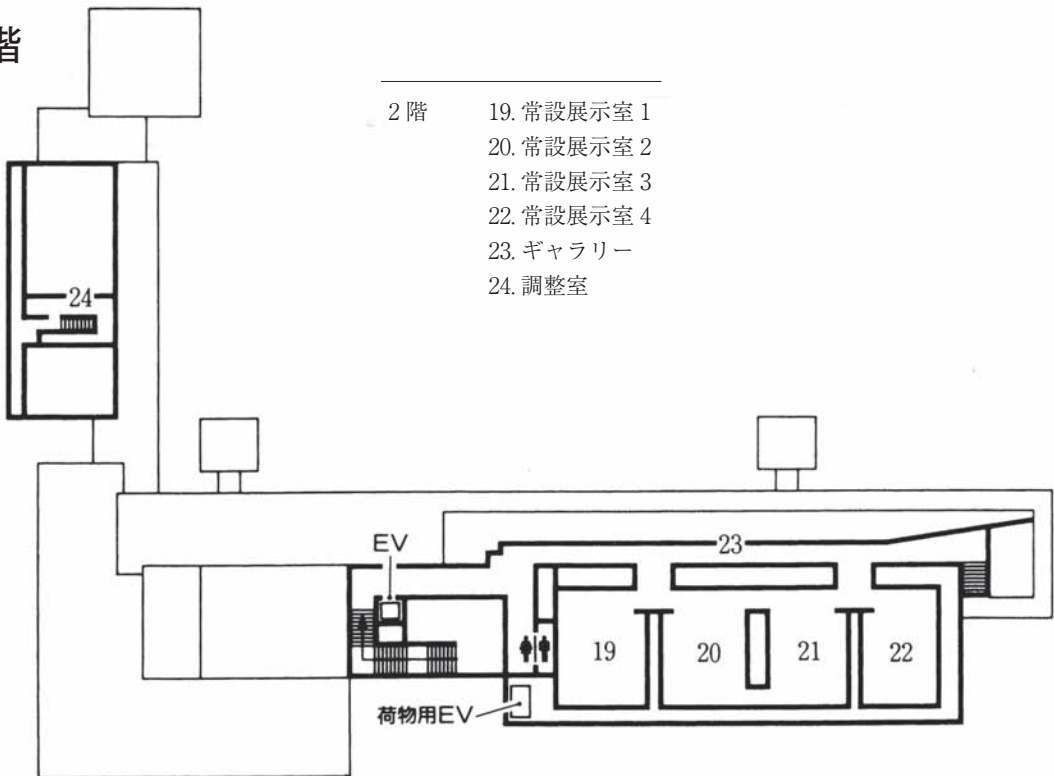 階
2階 19. 常設展示室 1
20. 常設展示室 2
21. 常設展示室 3
22. 常設展示室 4
23. ギャラリー
24. 調整室
24
EV
23
19
20
21
22
荷物用EV